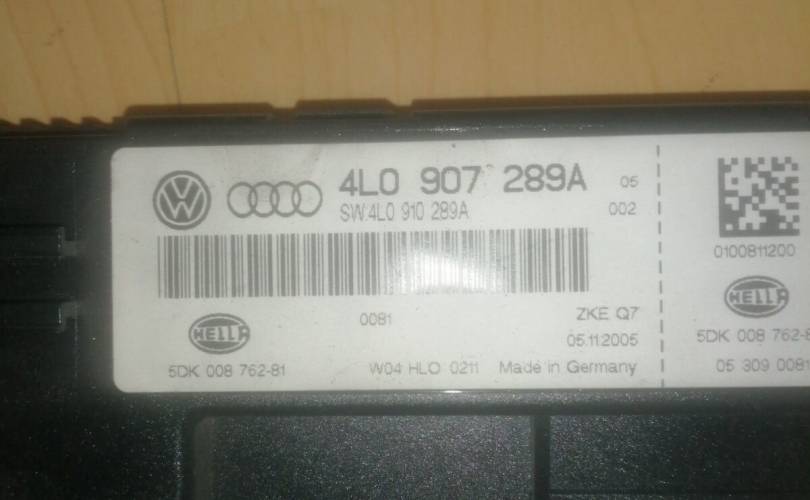 4L0 907 289A 05
SW:4L0 910 289A 002
0081
ZKE Q7
05.11.2005
HELLA
5DK 008 762-81
W04 HLO 0211 Made in Germany
0100811200
HELLA
5DK 008 762-8
05 309 0081